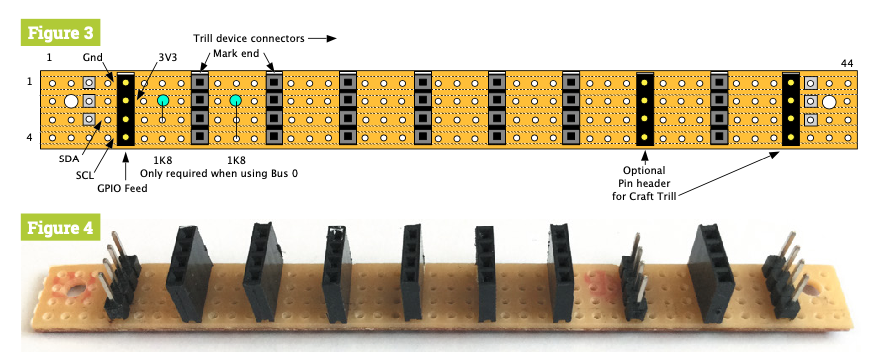 Figure 3
Trill device connectors
1
Gnd
3V3
Mark end
44
1
4
SDA
SCL
GPIO Feed
1K8
1K8
Only required when using Bus 0
Optional
Pin header
for Craft Trill
Figure 4